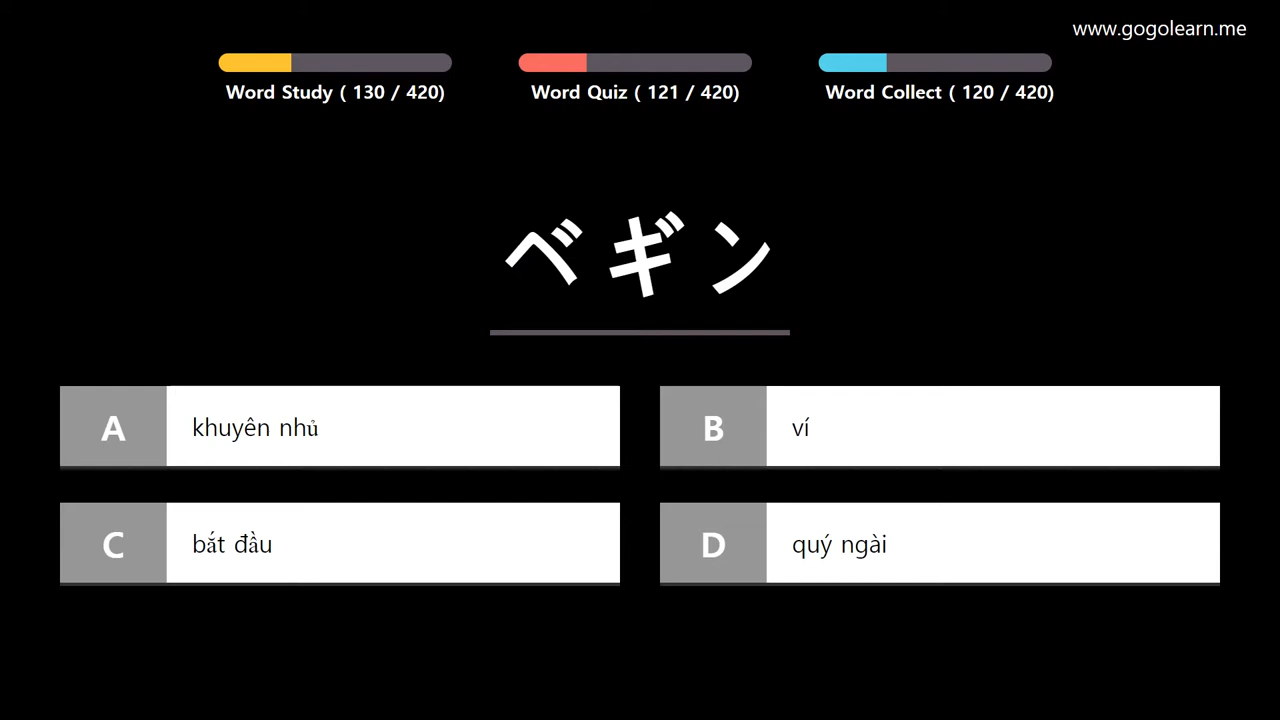 www.gogolearn.me
Word Study ( 130 / 420)
Word Quiz ( 121 / 420)
Word Collect ( 120 / 420)
ベギン
A khuyên nhủ
B ví
C bắt đầu
D quý ngài